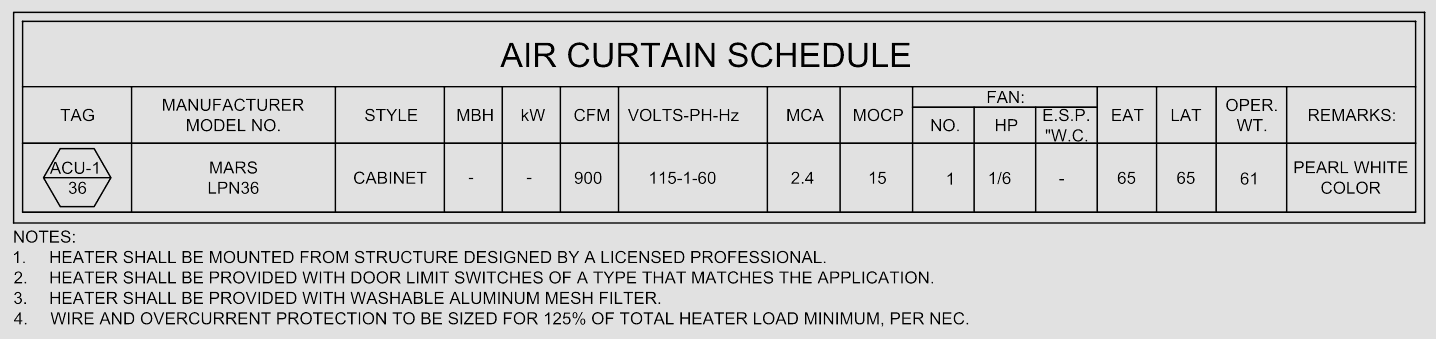 AIR CURTAIN SCHEDULE
TAG MANUFACTURER MODEL NO. STYLE MBH kW CFM VOLTS-PH-Hz MCA MOCP FAN: NO. HP E.S.P. "W.C. EAT LAT OPER. WT. REMARKS:
ACU-1 36 MARS LPN36 CABINET - - 900 115-1-60 2.4 15 1 1/6 - 65 65 61 PEARL WHITE COLOR
NOTES:
1. HEATER SHALL BE MOUNTED FROM STRUCTURE DESIGNED BY A LICENSED PROFESSIONAL.
2. HEATER SHALL BE PROVIDED WITH DOOR LIMIT SWITCHES OF A TYPE THAT MATCHES THE APPLICATION.
3. HEATER SHALL BE PROVIDED WITH WASHABLE ALUMINUM MESH FILTER.
4. WIRE AND OVERCURRENT PROTECTION TO BE SIZED FOR 125% OF TOTAL HEATER LOAD MINIMUM, PER NEC.